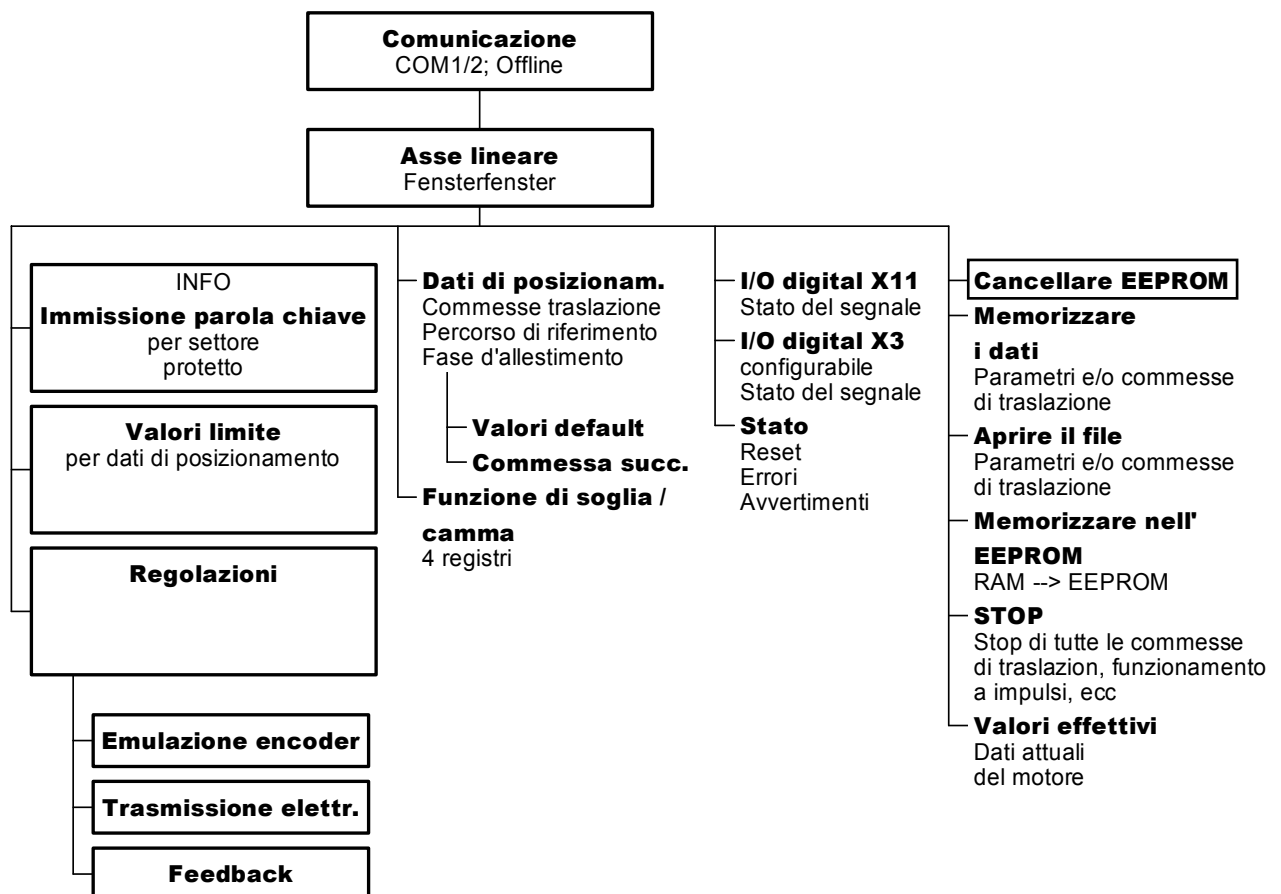 Comunicazione
COM1/2; Offline
Asse lineare
Fensterfenster
INFO
Immissione parola chiave
per settore
protetto
Valori limite
per dati di posizionamento
Regolazioni
Emulazione encoder
Trasmissione elettr.
Feedback
Dati di posizionam.
Commesse traslazione
Percorso di riferimento
Fase d'allestimento
Valori default
Commessa succ.
Funzione di soglia /
camma
4 registri
I/O digital X11
Stato del segnale
I/O digital X3
configurabile
Stato del segnale
Stato
Reset
Errori
Avvertimenti
Cancellare EEPROM
Memorizzare
i dati
Parametri e/o commesse
di traslazione
Aprire il file
Parametri e/o commesse
di traslazione
Memorizzare nell'
EEPROM
RAM --> EEPROM
STOP
Stop di tutte le commesse
di traslazion, funzionamento
a impulsi, ecc
Valori effettivi
Dati attuali
del motore